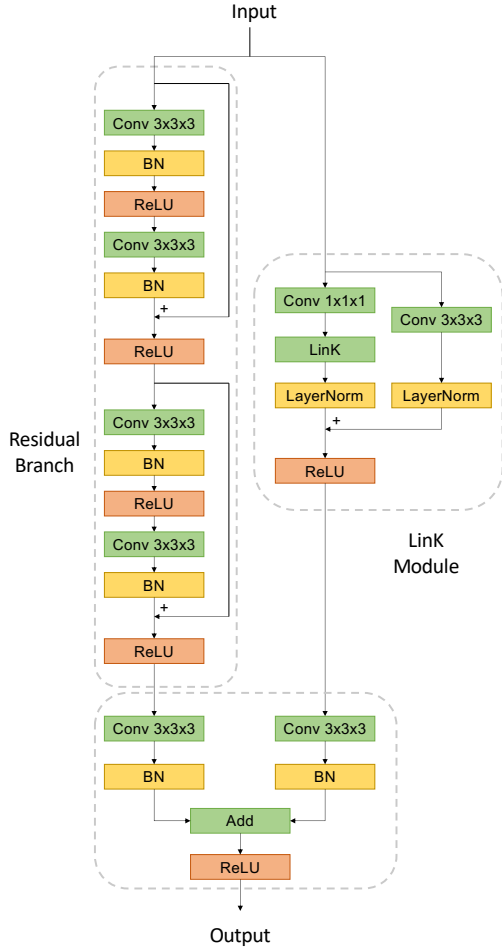 Input
Conv 3x3x3
BN
ReLU
Conv 3x3x3
BN
+
ReLU
Conv 3x3x3
BN
ReLU
Conv 3x3x3
BN
+
ReLU
Residual
Branch
Conv 1x1x1
LinK
LayerNorm
Conv 3x3x3
LayerNorm
+
ReLU
LinK
Module
Conv 3x3x3
BN
Conv 3x3x3
BN
Add
ReLU
Output